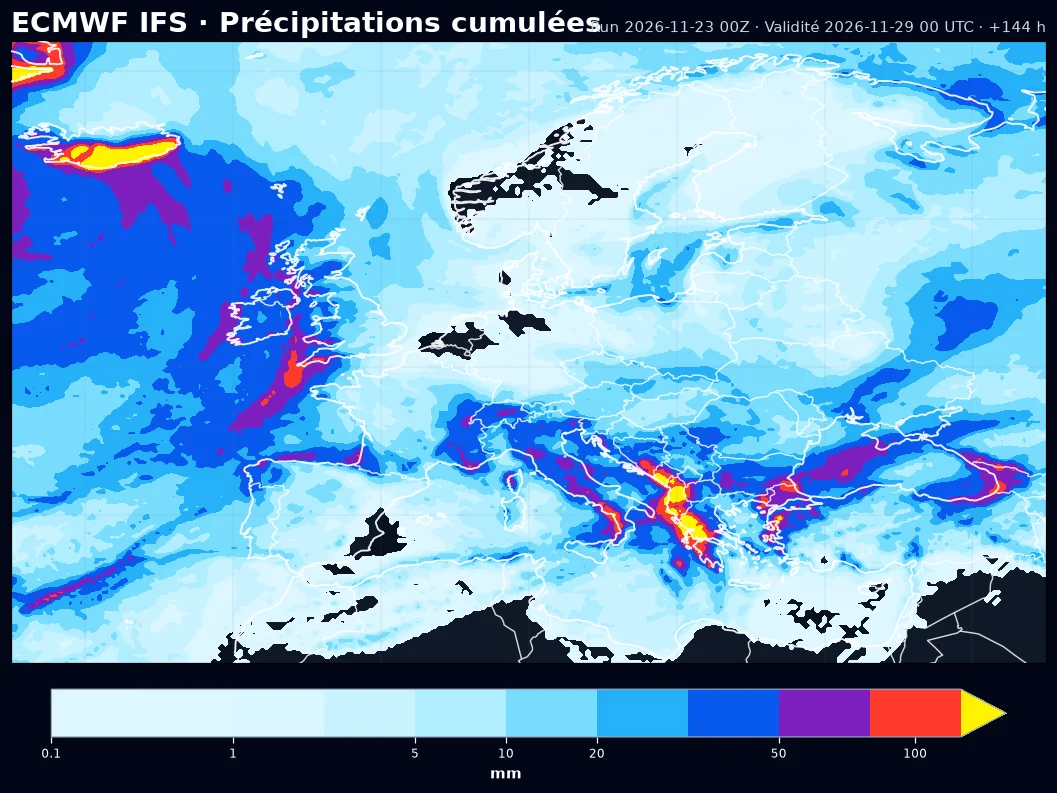 ECMWF IFS · Précipitations cumulées
Run 2026-11-23 00Z · Validité 2026-11-29 00 UTC · +144 h
0.1 1 5 10 20 50 100
mm